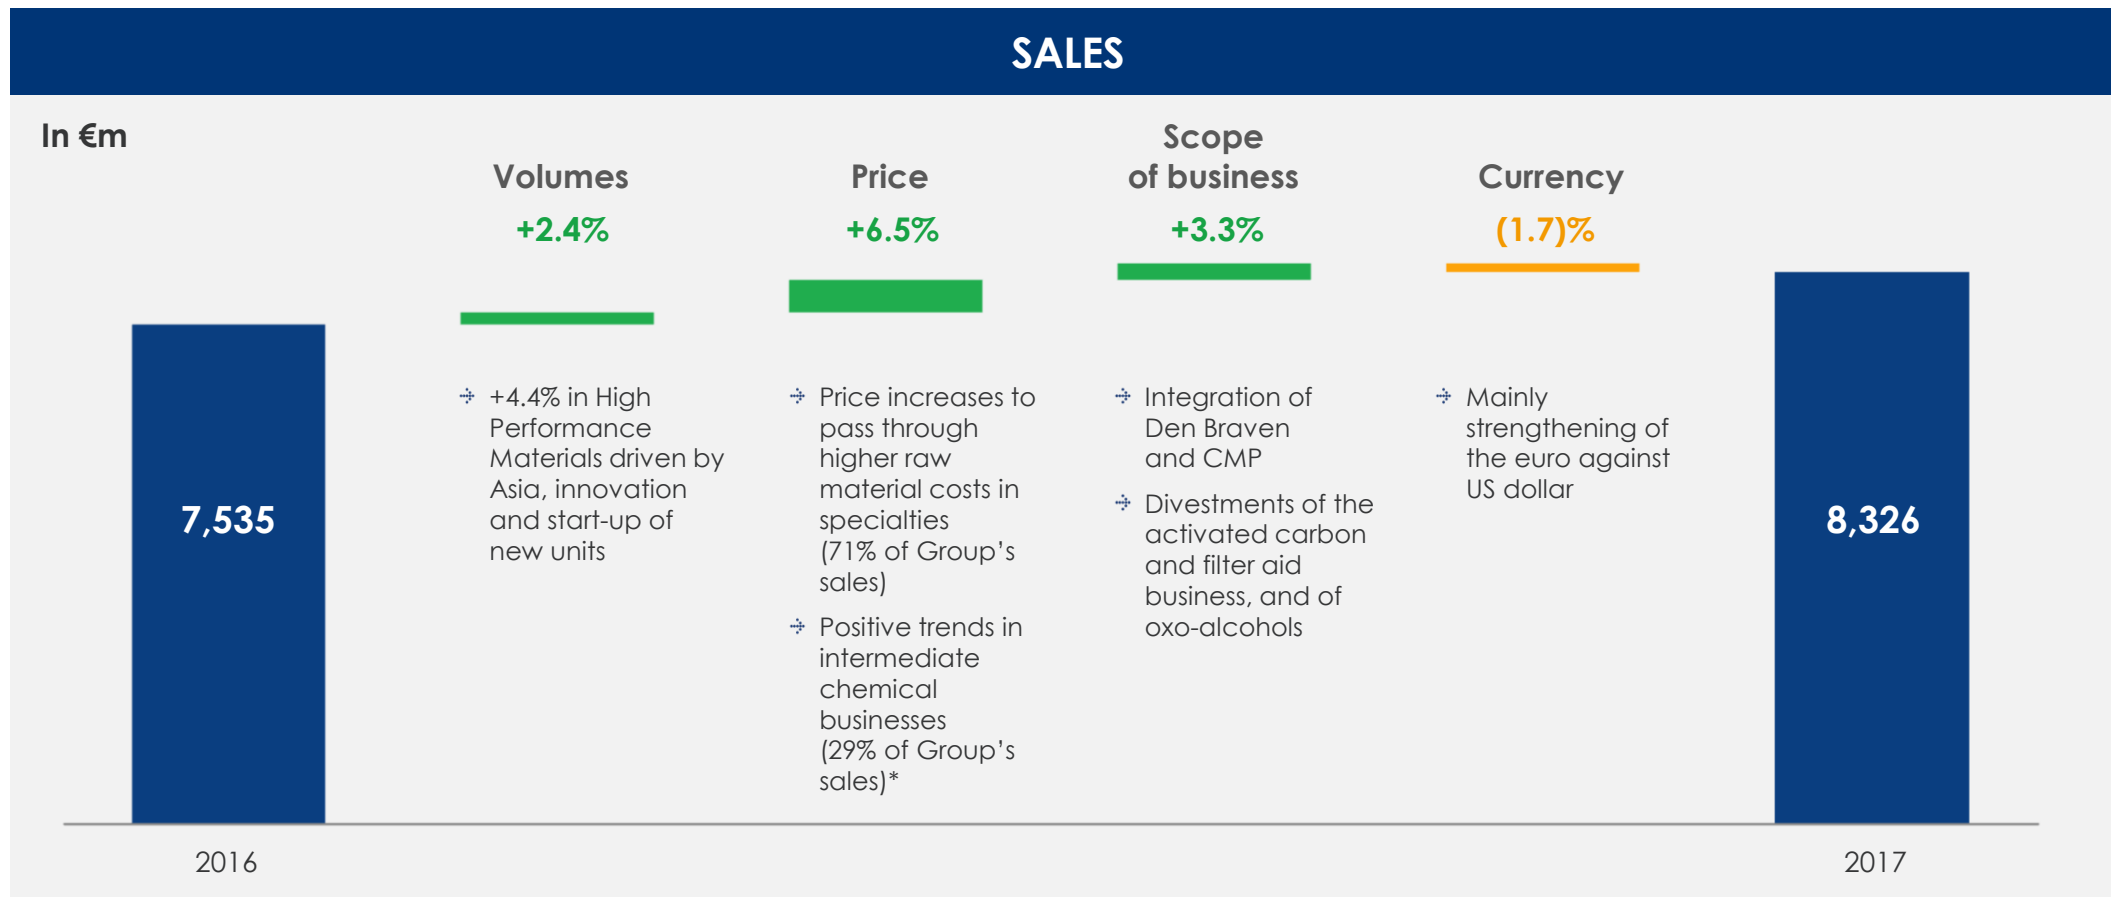 SALES
In €m
Volumes
+2.4%
+4.4% in High
Performance
Materials driven by
Asia, innovation
and start-up of
new units
Price
+6.5%
Price increases to
pass through
higher raw
material costs in
specialties
(71% of Group’s
sales)
Positive trends in
intermediate
chemical
businesses
(29% of Group’s
sales)*
Scope
of business
+3.3%
Integration of
Den Braven
and CMP
Divestments of the
activated carbon
and filter aid
business, and of
oxo-alcohols
Currency
(1.7)%
Mainly
strengthening of
the euro against
US dollar
7,535
8,326
2016
2017